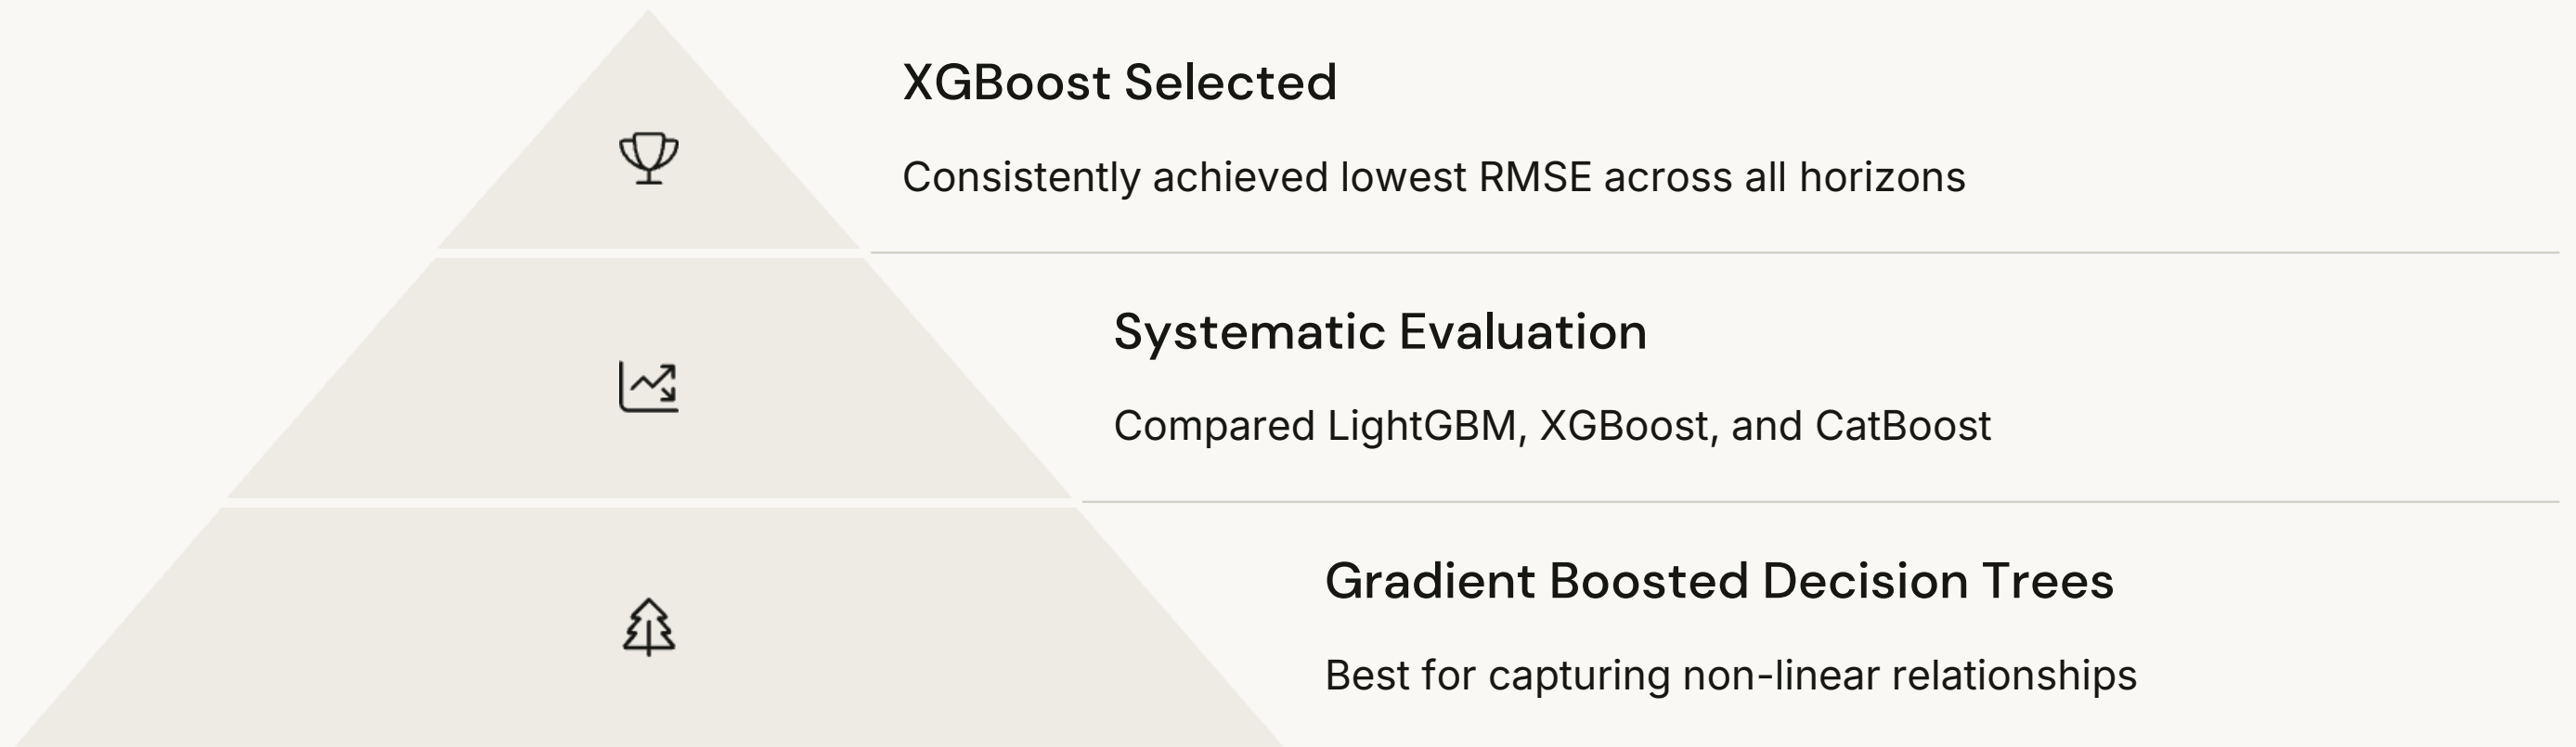 XGBoost Selected
Consistently achieved lowest RMSE across all horizons
Systematic Evaluation
Compared LightGBM, XGBoost, and CatBoost
Gradient Boosted Decision Trees
Best for capturing non-linear relationships